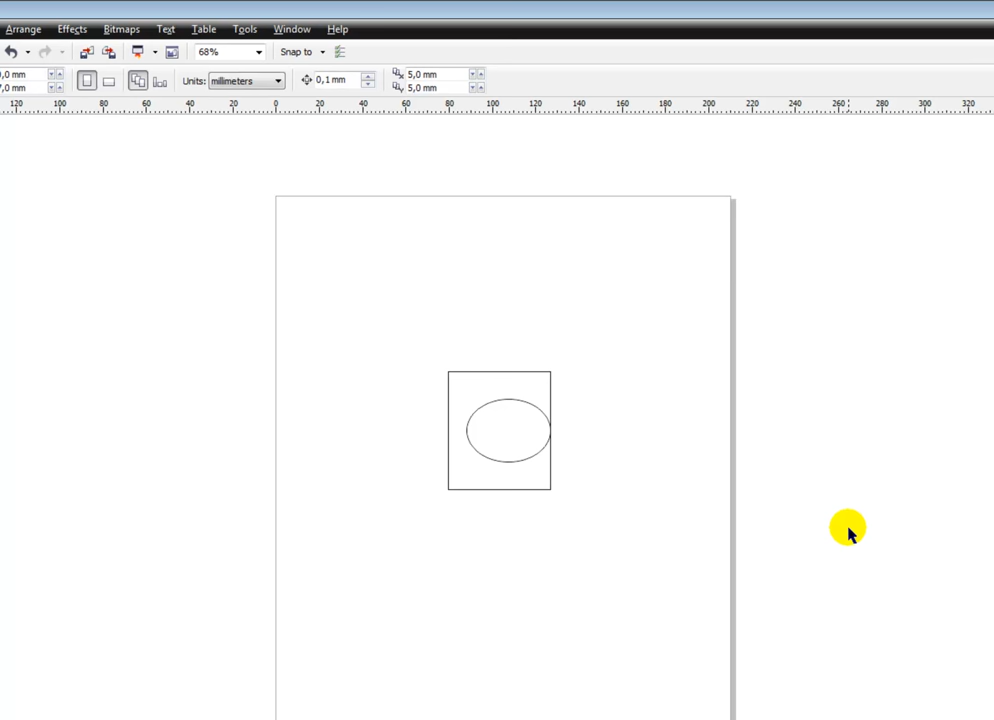 Arrange Effects Bitmaps Text Table Tools Window Help
68% Snap to
,0 mm Units: millimeters 0,1 mm 5,0 mm
7,0 mm 5,0 mm
120 100 80 60 40 20 0 20 40 60 80 100 120 140 160 180 200 220 240 260 280 300 320